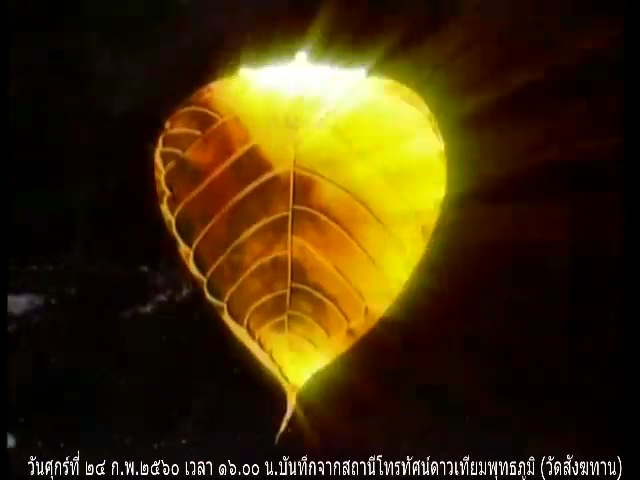 วันศุกร์ที่ ๒๔ ก.พ.๒๕๖๐ เวลา ๑๖.๐๐ น.บันทึกจากสถานีโทรทัศน์ดาวเทียมพุทธภูมิ (วัดสังฆทาน)